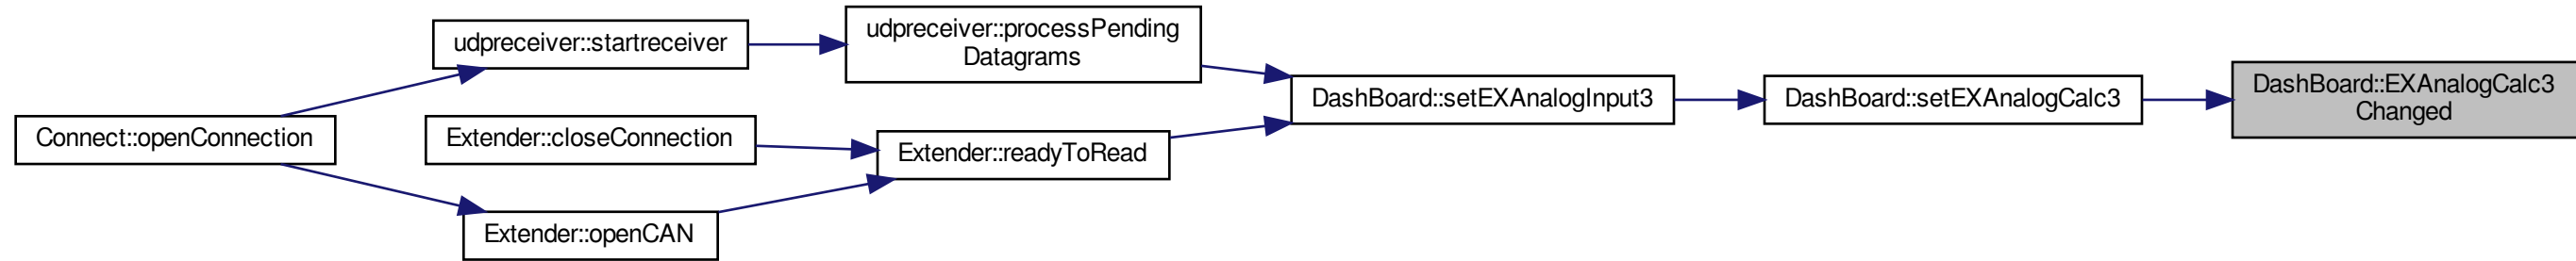 udpreceiver::startreceiver
udpreceiver::processPending
Datagrams
Connect::openConnection
Extender::closeConnection
Extender::openCAN
Extender::readyToRead
DashBoard::setEXAnalogInput3
DashBoard::setEXAnalogCalc3
DashBoard::EXAnalogCalc3
Changed